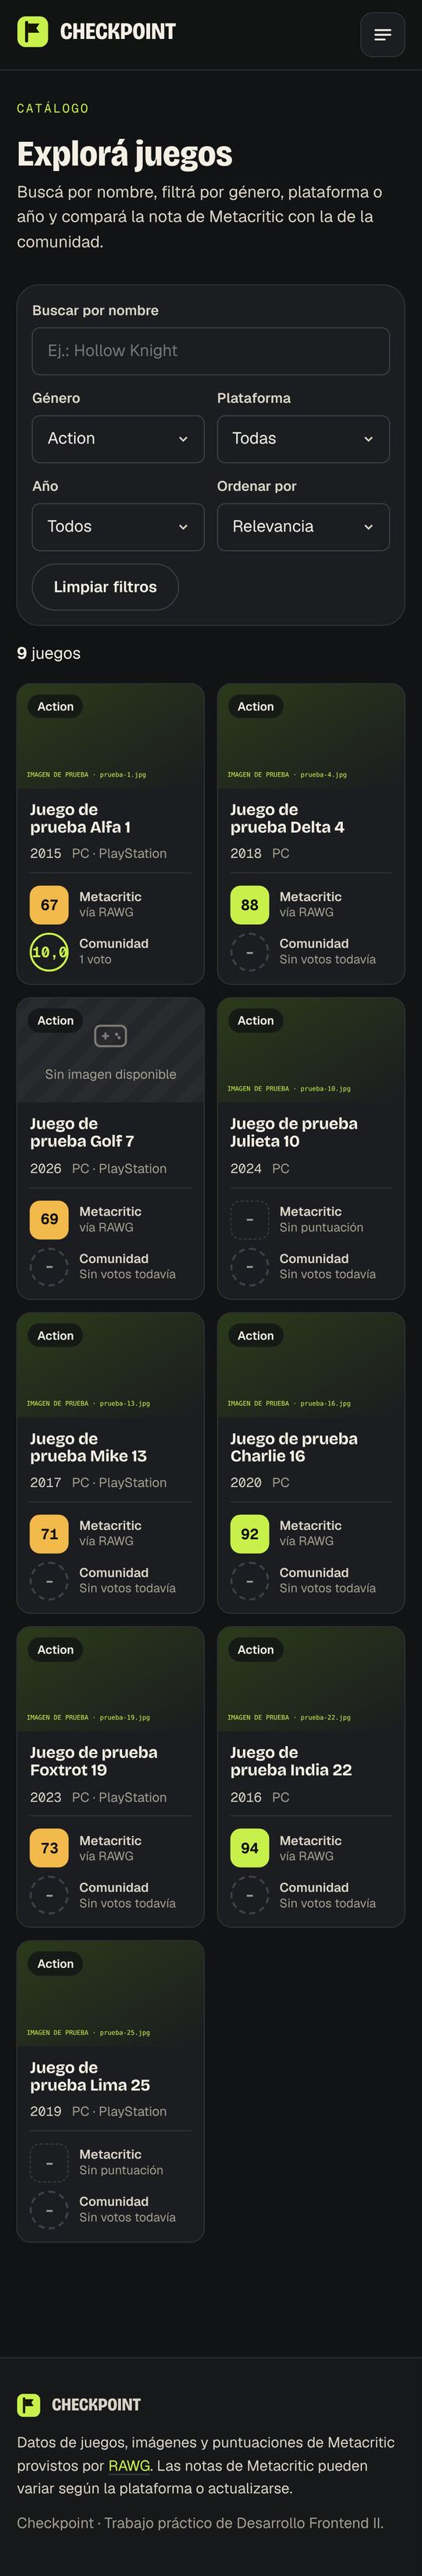 CHECKPOINT
CATÁLOGO
Explorá juegos
Buscá por nombre, filtrá por género, plataforma o
año y compará la nota de Metacritic con la de la
comunidad.
Buscar por nombre
Ej.: Hollow Knight
Género
Plataforma
Action
Todas
Año
Ordenar por
Todos
Relevancia
Limpiar filtros
9 juegos
Action
IMAGEN DE PRUEBA · prueba-1.jpg
Juego de
prueba Alfa 1
2015 PC · PlayStation
67
Metacritic
vía RAWG
10,0
Comunidad
1 voto
Action
IMAGEN DE PRUEBA · prueba-4.jpg
Juego de
prueba Delta 4
2018 PC
88
Metacritic
vía RAWG
–
Comunidad
Sin votos todavía
Action
Sin imagen disponible
Juego de
prueba Golf 7
2026 PC · PlayStation
69
Metacritic
vía RAWG
–
Comunidad
Sin votos todavía
Action
IMAGEN DE PRUEBA · prueba-10.jpg
Juego de prueba
Julieta 10
2024 PC
–
Metacritic
Sin puntuación
–
Comunidad
Sin votos todavía
Action
IMAGEN DE PRUEBA · prueba-13.jpg
Juego de
prueba Mike 13
2017 PC · PlayStation
71
Metacritic
vía RAWG
–
Comunidad
Sin votos todavía
Action
IMAGEN DE PRUEBA · prueba-16.jpg
Juego de prueba
Charlie 16
2020 PC
92
Metacritic
vía RAWG
–
Comunidad
Sin votos todavía
Action
IMAGEN DE PRUEBA · prueba-19.jpg
Juego de prueba
Foxtrot 19
2023 PC · PlayStation
73
Metacritic
vía RAWG
–
Comunidad
Sin votos todavía
Action
IMAGEN DE PRUEBA · prueba-22.jpg
Juego de
prueba India 22
2016 PC
94
Metacritic
vía RAWG
–
Comunidad
Sin votos todavía
Action
IMAGEN DE PRUEBA · prueba-25.jpg
Juego de
prueba Lima 25
2019 PC · PlayStation
–
Metacritic
Sin puntuación
–
Comunidad
Sin votos todavía
CHECKPOINT
Datos de juegos, imágenes y puntuaciones de Metacritic
provistos por RAWG. Las notas de Metacritic pueden
variar según la plataforma o actualizarse.
Checkpoint · Trabajo práctico de Desarrollo Frontend II.